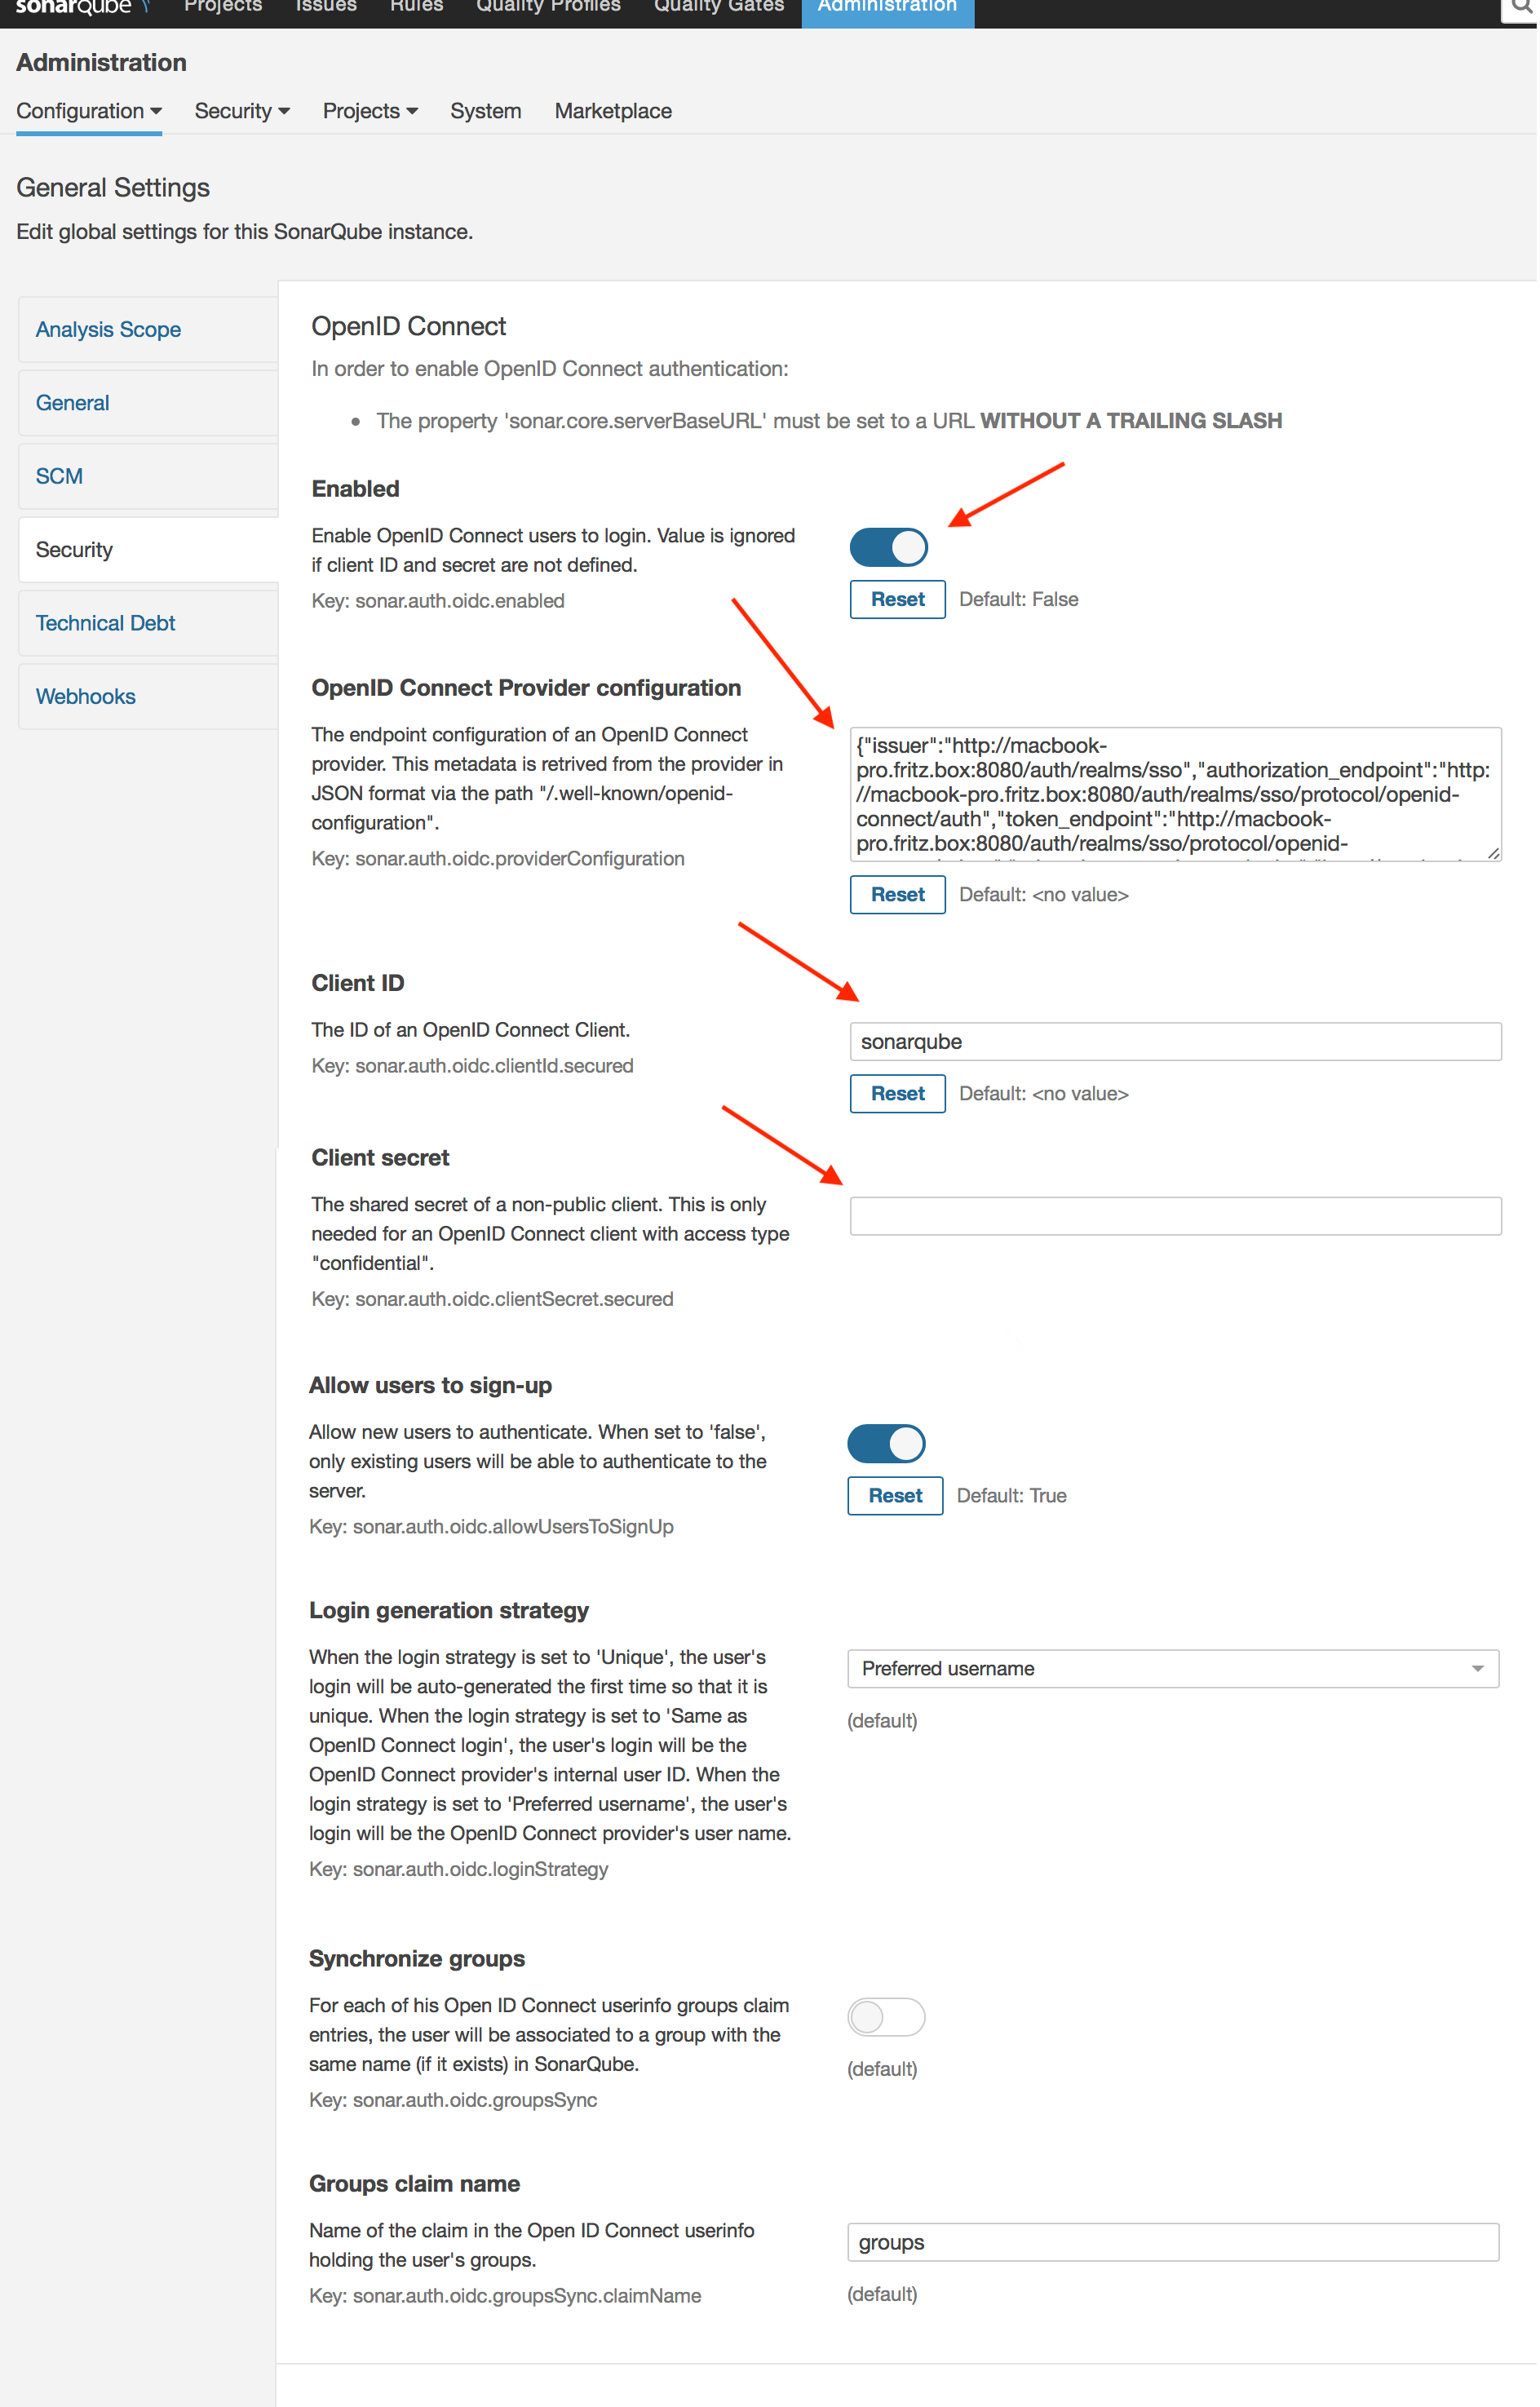 sonarqube Projects Issues Rules Quality Profiles Quality Gates Administration
Administration
Configuration Security Projects System Marketplace
General Settings
Edit global settings for this SonarQube instance.
Analysis Scope
General
SCM
Security
Technical Debt
Webhooks
OpenID Connect
In order to enable OpenID Connect authentication:
• The property 'sonar.core.serverBaseURL' must be set to a URL WITHOUT A TRAILING SLASH
Enabled
Enable OpenID Connect users to login. Value is ignored
if client ID and secret are not defined.
Key: sonar.auth.oidc.enabled
Reset Default: False
OpenID Connect Provider configuration
The endpoint configuration of an OpenID Connect
provider. This metadata is retrived from the provider in
JSON format via the path "/.well-known/openid-
configuration".
Key: sonar.auth.oidc.providerConfiguration
{"issuer":"http://macbook-
pro.fritz.box:8080/auth/realms/sso","authorization_endpoint":"http:
//macbook-pro.fritz.box:8080/auth/realms/sso/protocol/openid-
connect/auth","token_endpoint":"http://macbook-
pro.fritz.box:8080/auth/realms/sso/protocol/openid-
Reset Default: <no value>
Client ID
The ID of an OpenID Connect Client.
Key: sonar.auth.oidc.clientId.secured
sonarqube
Reset Default: <no value>
Client secret
The shared secret of a non-public client. This is only
needed for an OpenID Connect client with access type
"confidential".
Key: sonar.auth.oidc.clientSecret.secured
Allow users to sign-up
Allow new users to authenticate. When set to 'false',
only existing users will be able to authenticate to the
server.
Key: sonar.auth.oidc.allowUsersToSignUp
Reset Default: True
Login generation strategy
When the login strategy is set to 'Unique', the user's
login will be auto-generated the first time so that it is
unique. When the login strategy is set to 'Same as
OpenID Connect login', the user's login will be the
OpenID Connect provider's internal user ID. When the
login strategy is set to 'Preferred username', the user's
login will be the OpenID Connect provider's user name.
Key: sonar.auth.oidc.loginStrategy
Preferred username
(default)
Synchronize groups
For each of his Open ID Connect userinfo groups claim
entries, the user will be associated to a group with the
same name (if it exists) in SonarQube.
Key: sonar.auth.oidc.groupsSync
(default)
Groups claim name
Name of the claim in the Open ID Connect userinfo
holding the user's groups.
Key: sonar.auth.oidc.groupsSync.claimName
groups
(default)